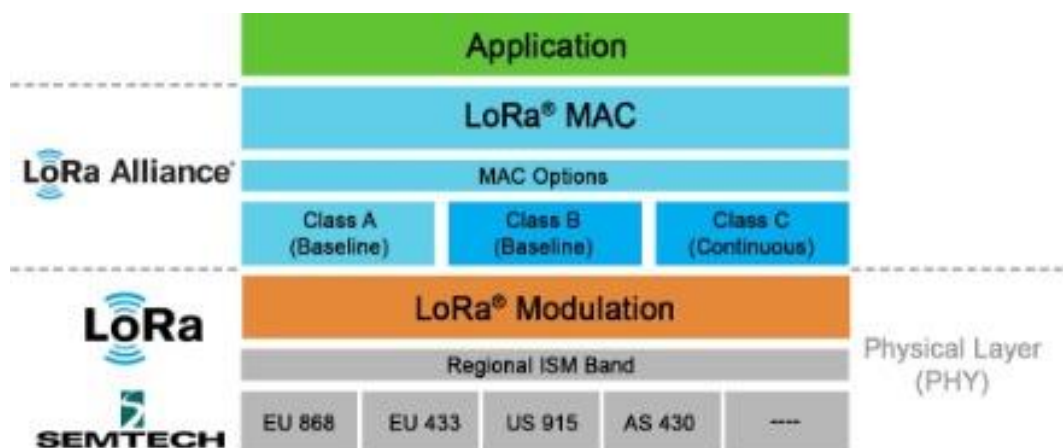 Application
LoRa® MAC
LoRa Alliance®
MAC Options
Class A
(Baseline)
Class B
(Baseline)
Class C
(Continuous)
LoRa® Modulation
LoRa
Regional ISM Band
Physical Layer
(PHY)
SEMTECH
EU 868
EU 433
US 915
AS 430
----